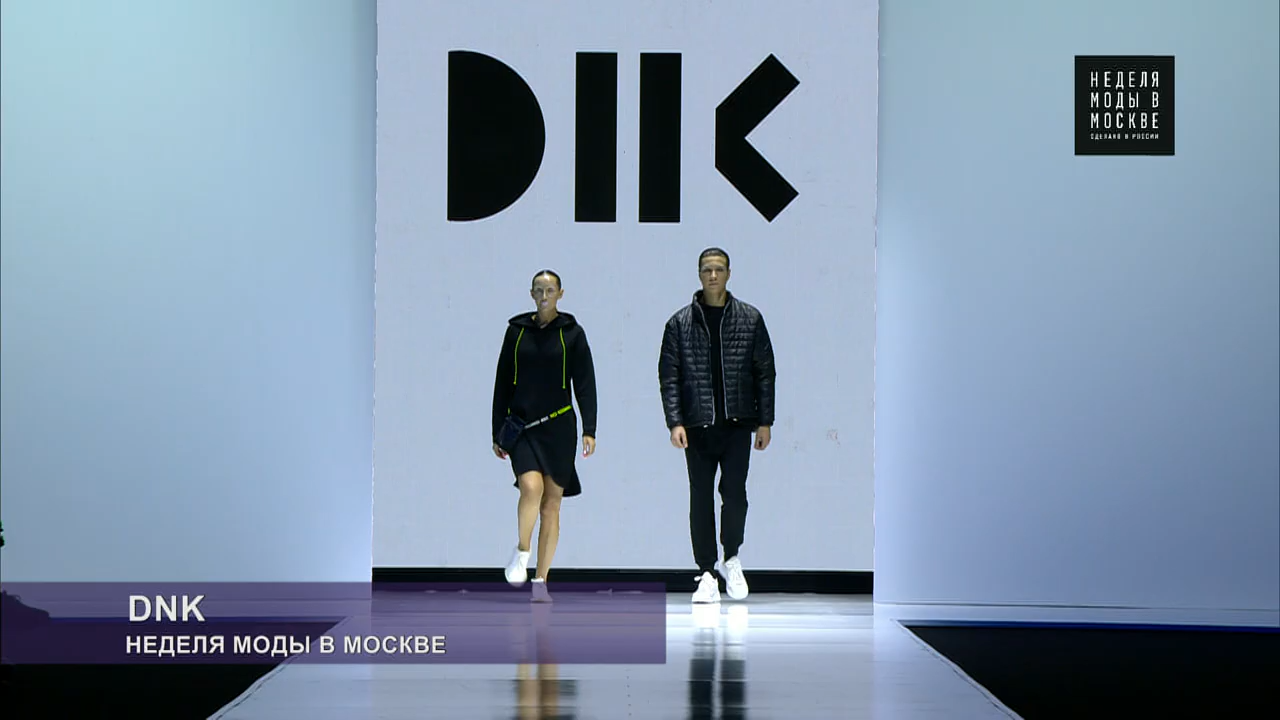 DNK
НЕДЕЛЯ
МОДЫ В
МОСКВЕ
СДЕЛАНО В РОССИИ
DNK
НЕДЕЛЯ МОДЫ В МОСКВЕ